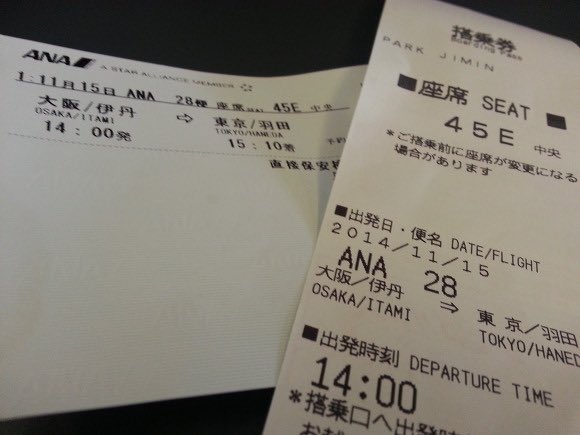 ANA A STAR ALLIANCE MEMBER
1:11月15日 ANA 28便 座席 45E 中央
大阪/伊丹 ⇨ 東京/羽田
OSAKA/ITAMI TOKYO/HANEDA
14:00発 15:10着
直接保安
搭乗券
Boarding Pass
PARK JIMIN
■座席 SEAT ■
45E 中央
*ご搭乗前に座席が変更になる
場合があります
■出発日・便名 DATE/FLIGHT
2014/11/15
ANA 28
大阪/伊丹 ⇨ 東京/羽田
OSAKA/ITAMI TOKYO/HANE
■出発時刻 DEPARTURE TIME
14:00
*搭乗口へ出発時